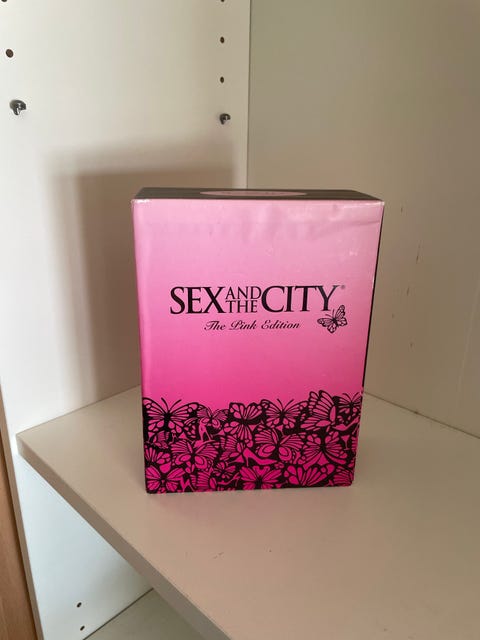 SEX AND THE CITY®
The Pink Edition